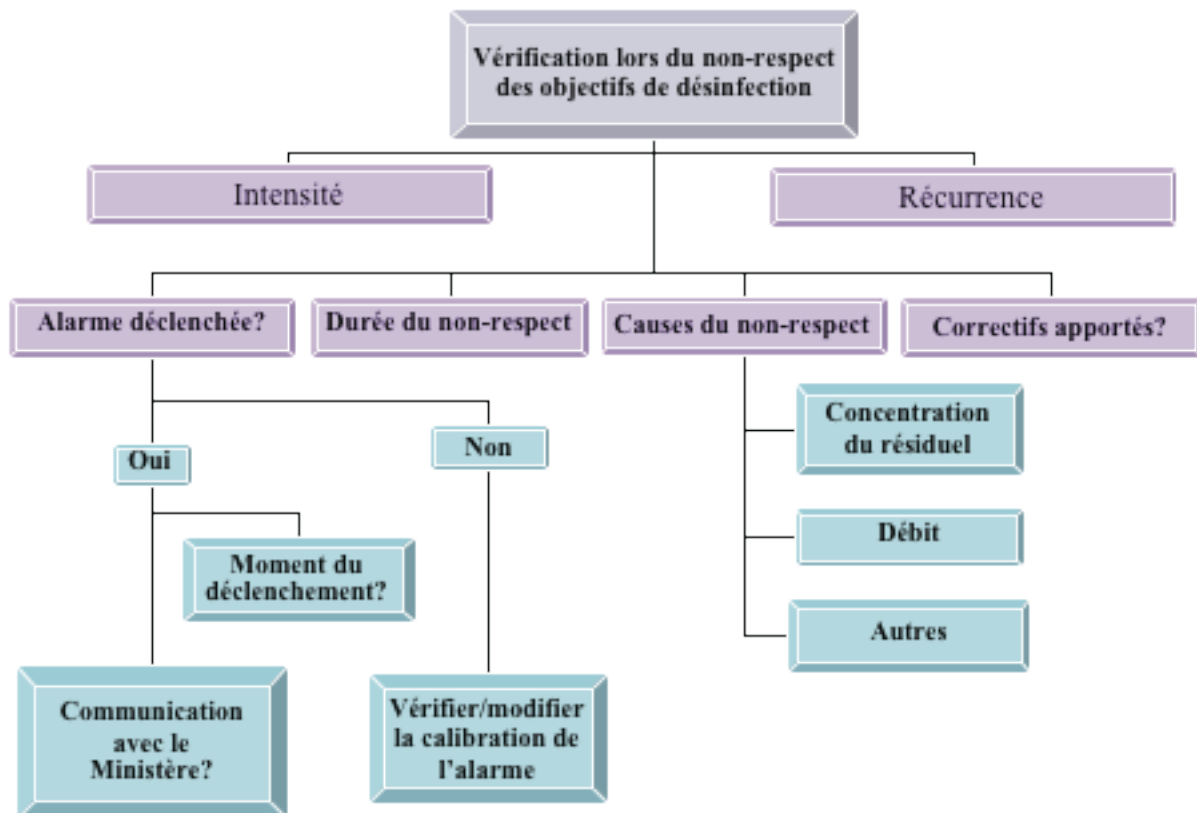 Vérification lors du non-respect
des objectifs de désinfection
Intensité
Récurrence
Alarme déclenchée?
Durée du non-respect
Causes du non-respect
Correctifs apportés?
Oui
Non
Moment du
déclenchement?
Communication
avec le
Ministère?
Vérifier/modifier
la calibration de
l'alarme
Concentration
du résiduel
Débit
Autres